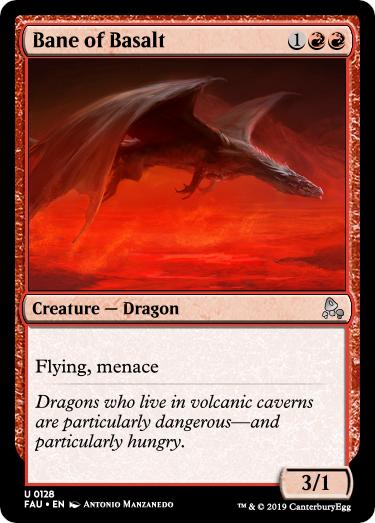 Bane of Basalt 1
Creature — Dragon
Flying, menace
Dragons who live in volcanic caverns
are particularly dangerous—and
particularly hungry.
3/1
U 0128
FAU • EN Antonio Manzanedo
™ & © 2019 CanterburyEgg